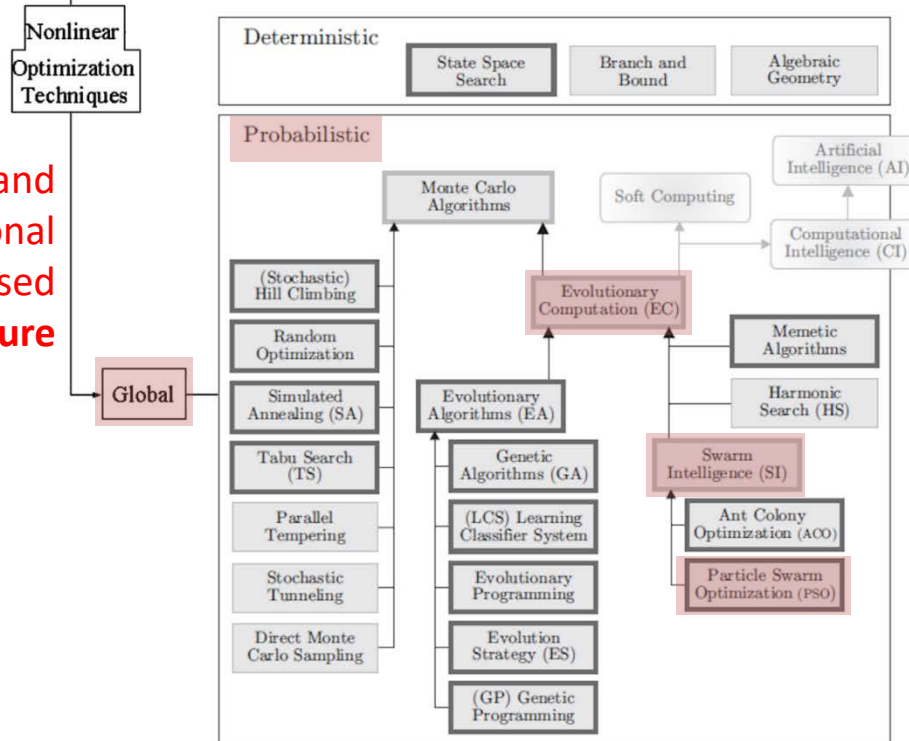 Nonlinear
Optimization
Techniques
and
onal
sed
ure
Global
Deterministic
State Space
Search
Branch and
Bound
Algebraic
Geometry
Probabilistic
Monte Carlo
Algorithms
Soft Computing
Artificial
Intelligence (AI)
Computational
Intelligence (CI)
(Stochastic)
Hill Climbing
Random
Optimization
Simulated
Annealing (SA)
Tabu Search
(TS)
Parallel
Tempering
Stochastic
Tunneling
Direct Monte
Carlo Sampling
Evolutionary
Computation (EC)
Evolutionary
Algorithms (EA)
Genetic
Algorithms (GA)
(LCS) Learning
Classifier System
Evolutionary
Programming
Evolution
Strategy (ES)
(GP) Genetic
Programming
Memetic
Algorithms
Harmonic
Search (HS)
Swarm
Intelligence (SI)
Ant Colony
Optimization (ACO)
Particle Swarm
Optimization (PSO)